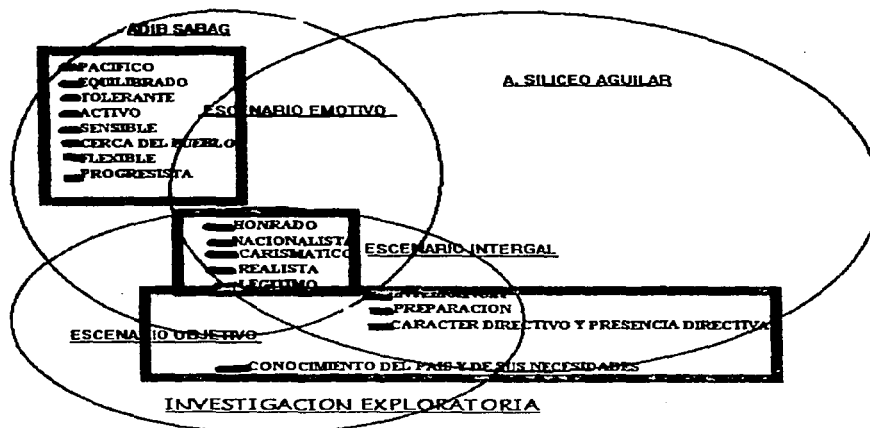 ADIB SABAG
PACIFICO
EQUILIBRADO
TOLERANTE
ACTIVO
SENSIBLE
CERCA DEL PUEBLO
FLEXIBLE
PROGRESISTA
A. SILICEO AGUILAR
ESCENARIO EMOTIVO
HONRADO
NACIONALISTA
CARISMATICO
REALISTA
LEGITIMO
ESCENARIO INTERGAL
PREPARACION
CARACTER DIRECTIVO Y PRESENCIA DIRECTIVA
ESCENARIO OBJETIVO
CONOCIMIENTO DEL PAIS Y DE SUS NECESIDADES
INVESTIGACION EXPLORATORIA